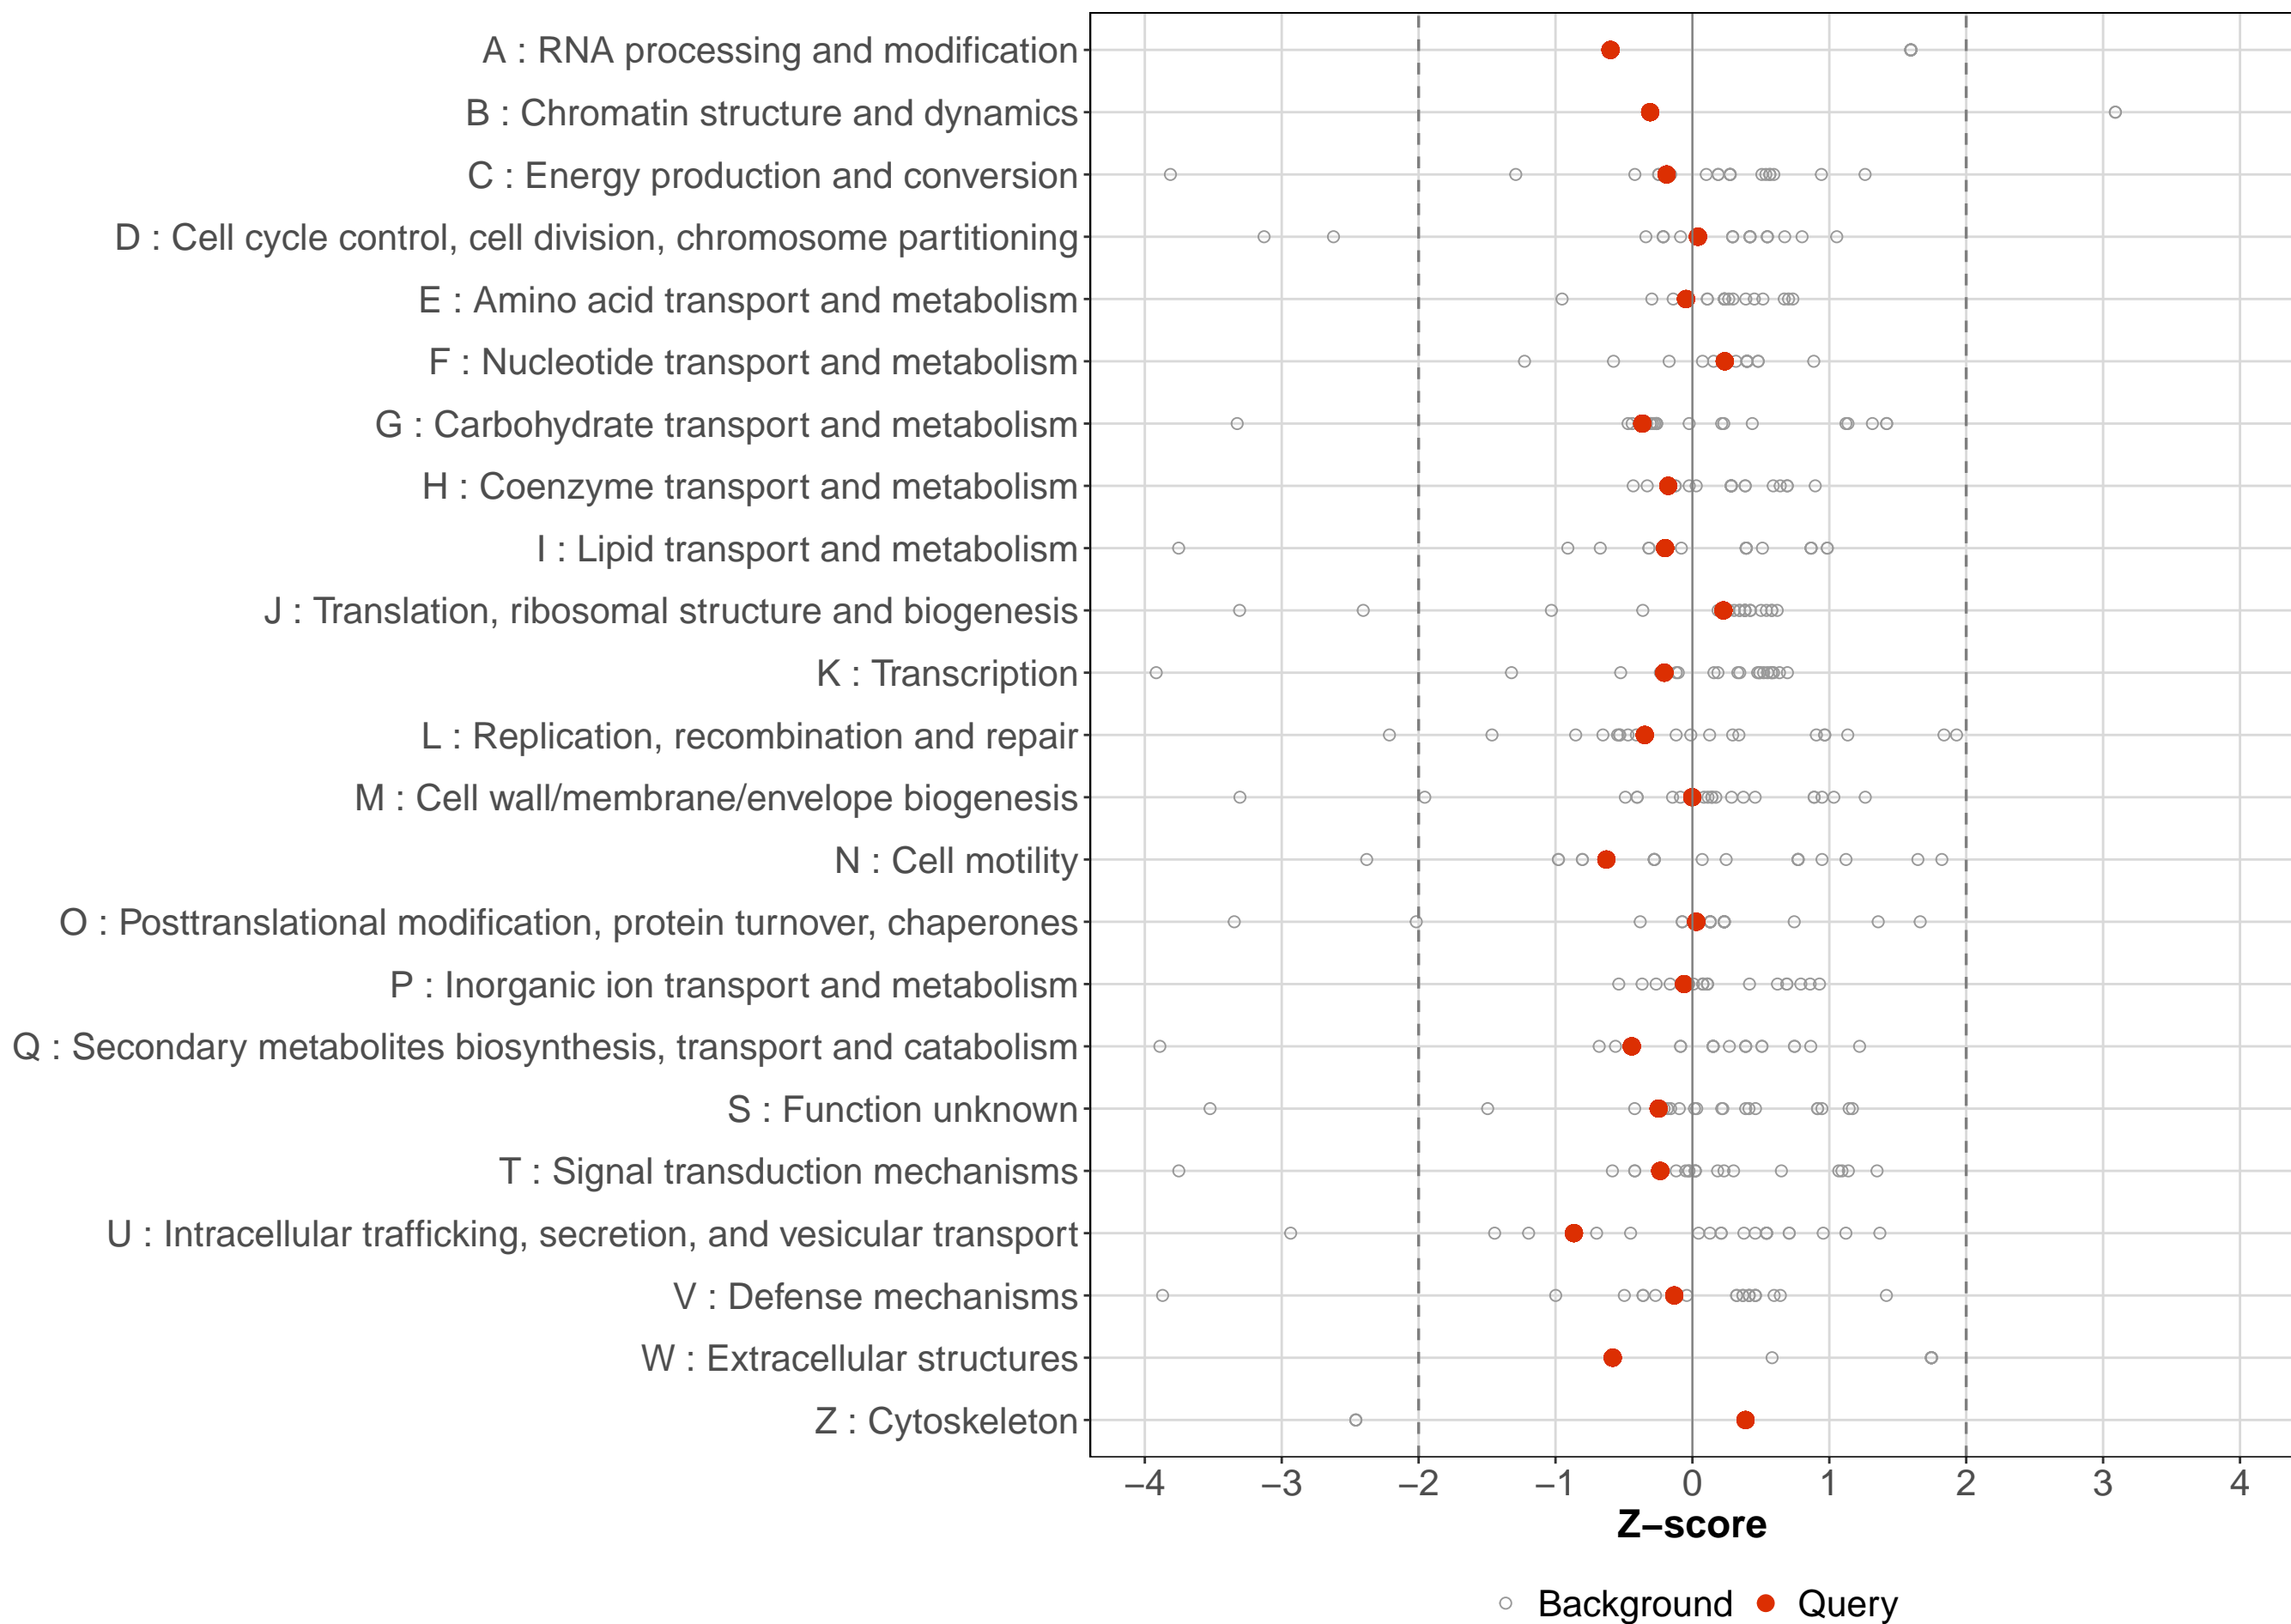 A : RNA processing and modification
B : Chromatin structure and dynamics
C : Energy production and conversion
D : Cell cycle control, cell division, chromosome partitioning
E : Amino acid transport and metabolism
F : Nucleotide transport and metabolism
G : Carbohydrate transport and metabolism
H : Coenzyme transport and metabolism
I : Lipid transport and metabolism
J : Translation, ribosomal structure and biogenesis
K : Transcription
L : Replication, recombination and repair
M : Cell wall/membrane/envelope biogenesis
N : Cell motility
O : Posttranslational modification, protein turnover, chaperones
P : Inorganic ion transport and metabolism
Q : Secondary metabolites biosynthesis, transport and catabolism
S : Function unknown
T : Signal transduction mechanisms
U : Intracellular trafficking, secretion, and vesicular transport
V : Defense mechanisms
W : Extracellular structures
Z : Cytoskeleton
−4 −3 −2 −1 0 1 2 3 4
Z−score
Background Query